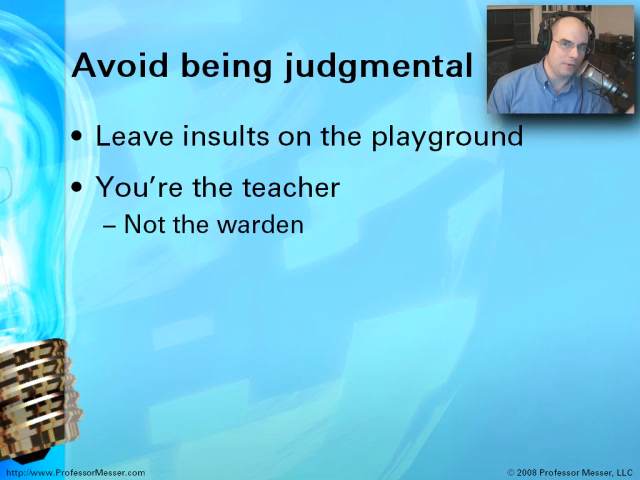 Avoid being judgmental
• Leave insults on the playground
• You're the teacher
– Not the warden
http://www.ProfessorMesser.com
© 2008 Professor Messer, LLC